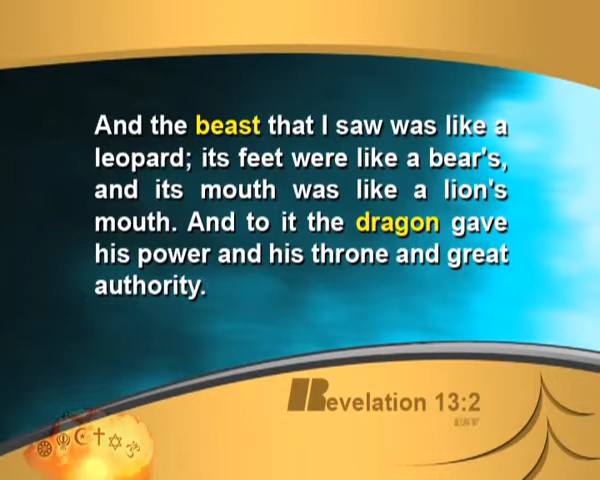 And the beast that I saw was like a
leopard; its feet were like a bear's,
and its mouth was like a lion's
mouth. And to it the dragon gave
his power and his throne and great
authority.
Revelation 13:2